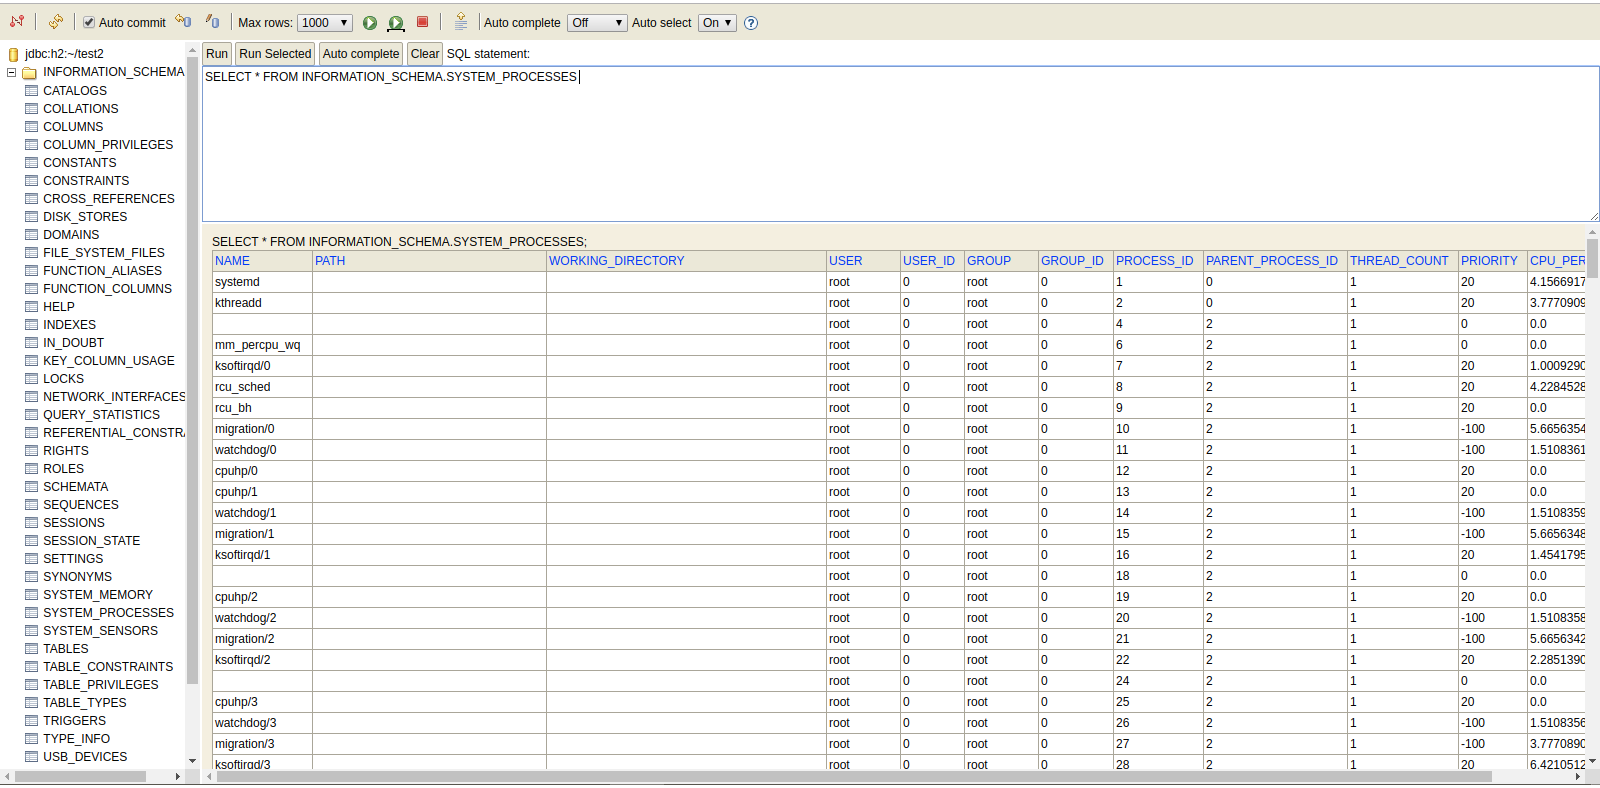 Auto commit Max rows: 1000 Auto complete Off Auto select On
jdbc:h2:~/test2
INFORMATION_SCHEMA
CATALOGS
COLLATIONS
COLUMNS
COLUMN_PRIVILEGES
CONSTANTS
CONSTRAINTS
CROSS_REFERENCES
DISK_STORES
DOMAINS
FILE_SYSTEM_FILES
FUNCTION_ALIASES
FUNCTION_COLUMNS
HELP
INDEXES
IN_DOUBT
KEY_COLUMN_USAGE
LOCKS
NETWORK_INTERFACES
QUERY_STATISTICS
REFERENTIAL_CONSTRA
RIGHTS
ROLES
SCHEMATA
SEQUENCES
SESSIONS
SESSION_STATE
SETTINGS
SYNONYMS
SYSTEM_MEMORY
SYSTEM_PROCESSES
SYSTEM_SENSORS
TABLES
TABLE_CONSTRAINTS
TABLE_PRIVILEGES
TABLE_TYPES
TRIGGERS
TYPE_INFO
USB_DEVICES
Run Run Selected Auto complete Clear SQL statement:
SELECT * FROM INFORMATION_SCHEMA.SYSTEM_PROCESSES
SELECT * FROM INFORMATION_SCHEMA.SYSTEM_PROCESSES;
NAME PATH WORKING_DIRECTORY USER USER_ID GROUP GROUP_ID PROCESS_ID PARENT_PROCESS_ID THREAD_COUNT PRIORITY CPU_PER
systemd root 0 root 0 1 0 1 20 4.1566917
kthreadd root 0 root 0 2 0 1 20 3.7770909
root 0 root 0 4 2 1 0 0.0
mm_percpu_wq root 0 root 0 6 2 1 0 0.0
ksoftirqd/0 root 0 root 0 7 2 1 20 1.0009290
rcu_sched root 0 root 0 8 2 1 20 4.2284528
rcu_bh root 0 root 0 9 2 1 20 0.0
migration/0 root 0 root 0 10 2 1 -100 5.6656354
watchdog/0 root 0 root 0 11 2 1 -100 1.5108361
cpuhp/0 root 0 root 0 12 2 1 20 0.0
cpuhp/1 root 0 root 0 13 2 1 20 0.0
watchdog/1 root 0 root 0 14 2 1 -100 1.5108359
migration/1 root 0 root 0 15 2 1 -100 5.6656348
ksoftirqd/1 root 0 root 0 16 2 1 20 1.4541795
root 0 root 0 18 2 1 0 0.0
cpuhp/2 root 0 root 0 19 2 1 20 0.0
watchdog/2 root 0 root 0 20 2 1 -100 1.5108358
migration/2 root 0 root 0 21 2 1 -100 5.6656342
ksoftirqd/2 root 0 root 0 22 2 1 20 2.2851390
root 0 root 0 24 2 1 0 0.0
cpuhp/3 root 0 root 0 25 2 1 20 0.0
watchdog/3 root 0 root 0 26 2 1 -100 1.5108356
migration/3 root 0 root 0 27 2 1 -100 3.7770890
ksoftirqd/3 root 0 root 0 28 2 1 20 6.4210512